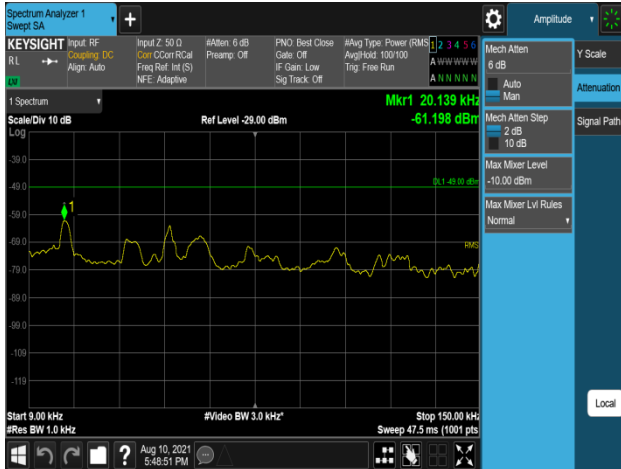 Spectrum Analyzer 1
Swept SA
+
Amplitude
KEYSIGHT
RL
LV
Input: RF
Coupling: DC
Align: Auto
Input Z: 50 Ω
Corr CCorr RCal
Freq Ref: Int (S)
NFE: Adaptive
#Atten: 6 dB
Preamp: Off
PNO: Best Close
Gate: Off
IF Gain: Low
Sig Track: Off
#Avg Type: Power (RMS
Avg|Hold: 100/100
Trig: Free Run
1 2 3 4 5 6
A W W W W W
A N N N N N
1 Spectrum
Mkr1 20.139 kHz
-61.198 dBm
Scale/Div 10 dB
Ref Level -29.00 dBm
Log
-39.0
-49.0
-59.0
-69.0
-79.0
-89.0
-99.0
-109
-119
DL1 -49.00 dBm
1
RMS
Start 9.00 kHz
#Res BW 1.0 kHz
#Video BW 3.0 kHz*
Stop 150.00 kHz
Sweep 47.5 ms (1001 pts
Mech Atten
6 dB
Auto
Man
Mech Atten Step
2 dB
10 dB
Max Mixer Level
-10.00 dBm
Max Mixer Lvl Rules
Normal
Y Scale
Attenuation
Signal Path
Local
?
Aug 10, 2021
5:48:51 PM